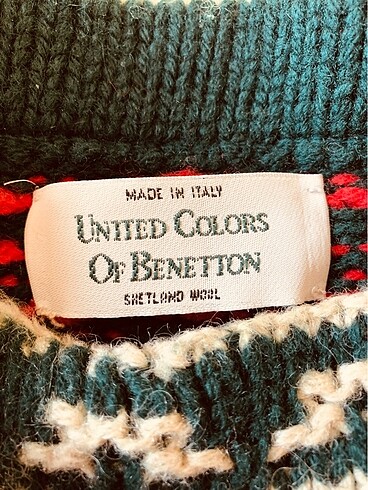 MADE IN ITALY
UNITED COLORS
OF BENETTON
SHETLAND WOOL